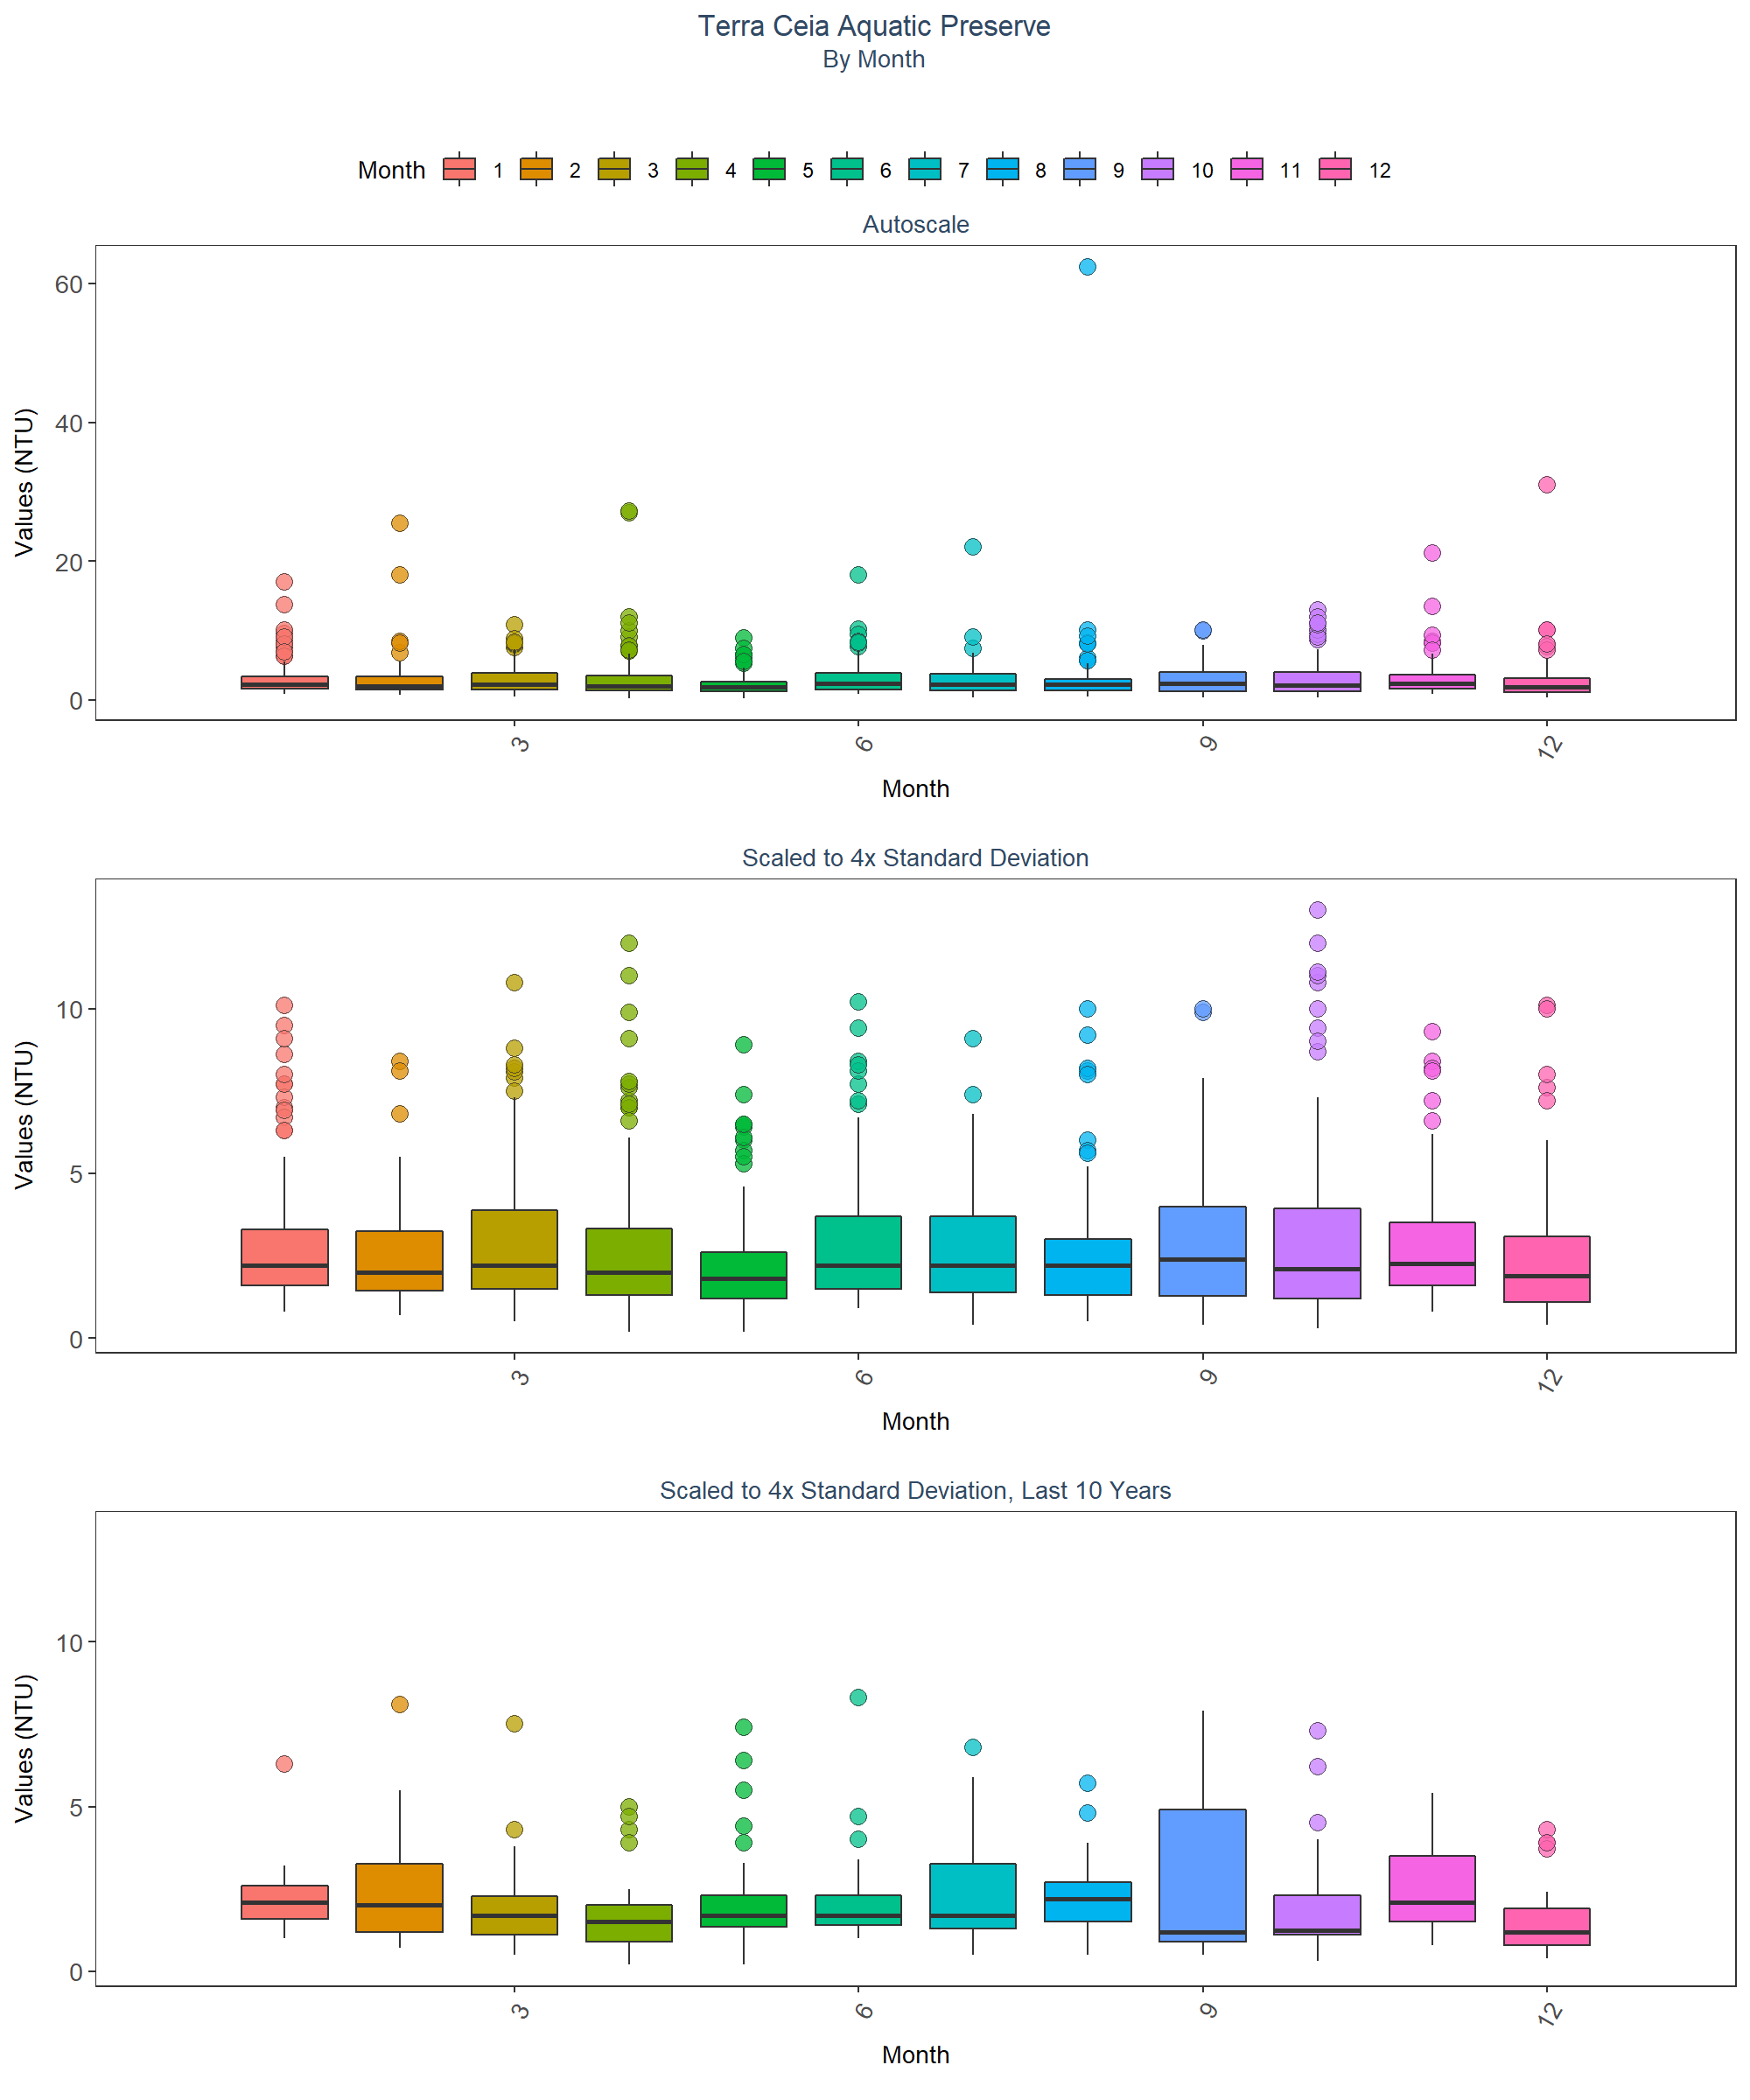 Terra Ceia Aquatic Preserve
By Month
Month 1 2 3 4 5 6 7 8 9 10 11 12
Autoscale
Values (NTU)
60
40
20
0
3 6 9 12
Month
Scaled to 4x Standard Deviation
Values (NTU)
10
5
0
3 6 9 12
Month
Scaled to 4x Standard Deviation, Last 10 Years
Values (NTU)
10
5
0
3 6 9 12
Month